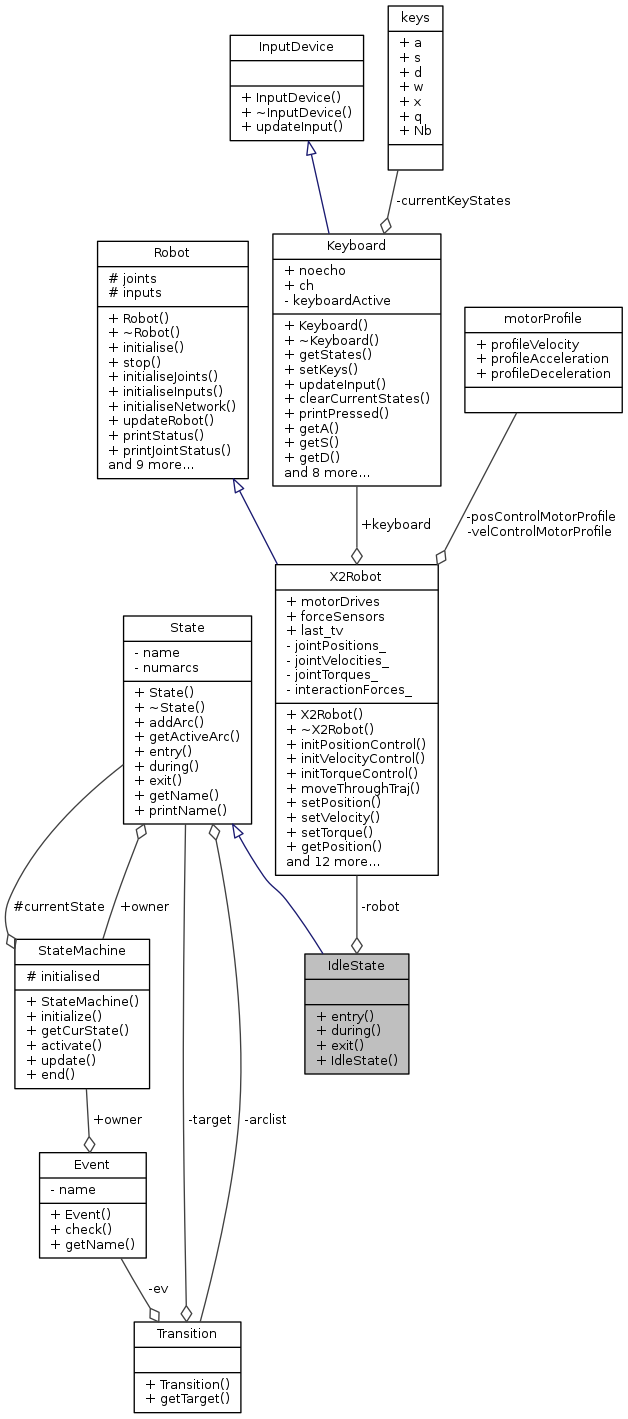 keys
+ a
+ s
+ d
+ w
+ x
+ q
+ Nb
InputDevice
+ InputDevice()
+ ~InputDevice()
+ updateInput()
-currentKeyStates
Keyboard
+ noecho
+ ch
- keyboardActive
+ Keyboard()
+ ~Keyboard()
+ getStates()
+ setKeys()
+ updateInput()
+ clearCurrentStates()
+ printPressed()
+ getA()
+ getS()
+ getD()
and 8 more...
Robot
# joints
# inputs
+ Robot()
+ ~Robot()
+ initialise()
+ stop()
+ initialiseJoints()
+ initialiseInputs()
+ initialiseNetwork()
+ updateRobot()
+ printStatus()
+ printJointStatus()
and 9 more...
motorProfile
+ profileVelocity
+ profileAcceleration
+ profileDeceleration
+keyboard
-posControlMotorProfile
-velControlMotorProfile
X2Robot
+ motorDrives
+ forceSensors
+ last_tv
- jointPositions_
- jointVelocities_
- jointTorques_
- interactionForces_
+ X2Robot()
+ ~X2Robot()
+ initPositionControl()
+ initVelocityControl()
+ initTorqueControl()
+ moveThroughTraj()
+ setPosition()
+ setVelocity()
+ setTorque()
+ getPosition()
and 12 more...
State
- name
- numarcs
+ State()
+ ~State()
+ addArc()
+ getActiveArc()
+ entry()
+ during()
+ exit()
+ getName()
+ printName()
#currentState
+owner
-robot
StateMachine
# initialised
+ StateMachine()
+ initialize()
+ getCurState()
+ activate()
+ update()
+ end()
IdleState
+ entry()
+ during()
+ exit()
+ IdleState()
+owner
-target
-arclist
Event
- name
+ Event()
+ check()
+ getName()
-ev
Transition
+ Transition()
+ getTarget()